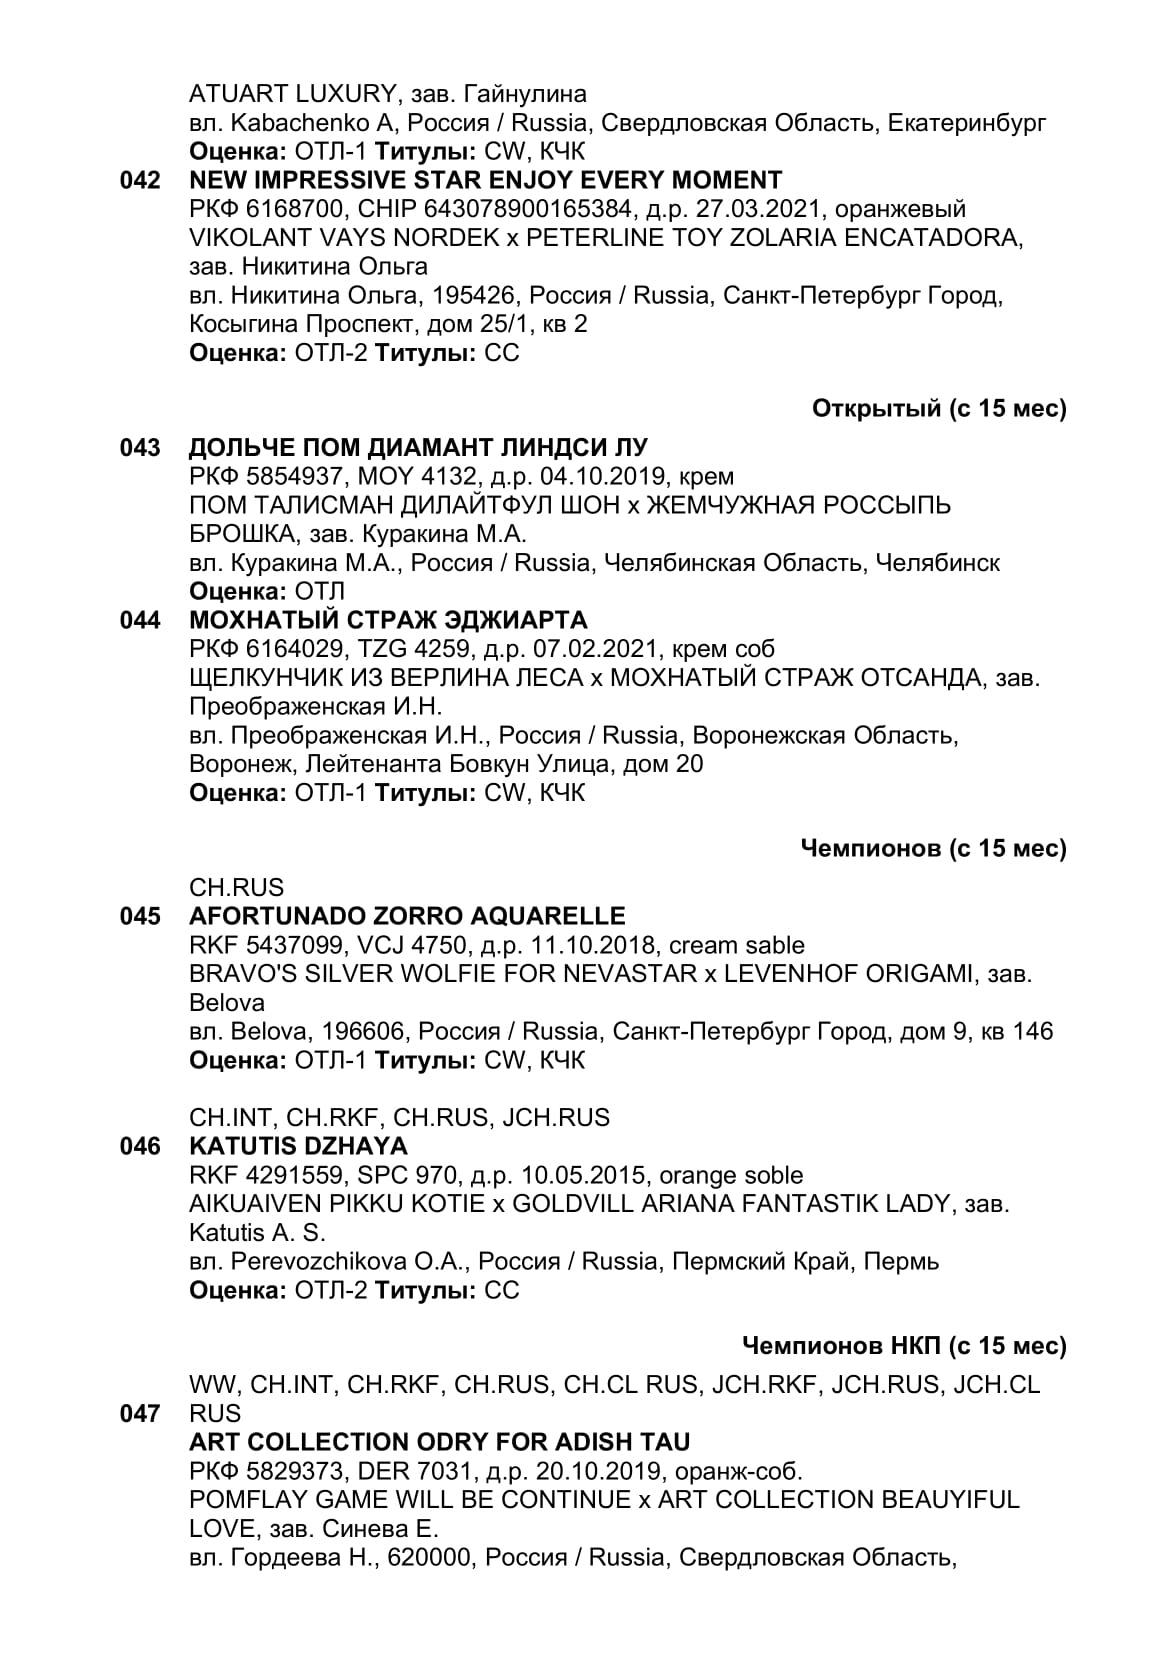 ATUART LUXURY, зав. Гайнулина
вл. Kabachenko A, Россия / Russia, Свердловская Область, Екатеринбург
Оценка: ОТЛ-1 Титулы: CW, КЧК
042 NEW IMPRESSIVE STAR ENJOY EVERY MOMENT
РКФ 6168700, CHIP 643078900165384, д.р. 27.03.2021, оранжевый
VIKOLANT VAYS NORDEK x PETERLINE TOY ZOLARIA ENCATADORA,
зав. Никитина Ольга
вл. Никитина Ольга, 195426, Россия / Russia, Санкт-Петербург Город,
Косыгина Проспект, дом 25/1, кв 2
Оценка: ОТЛ-2 Титулы: СС
Открытый (с 15 мес)
043 ДОЛЬЧЕ ПОМ ДИАМАНТ ЛИНДСИ ЛУ
РКФ 5854937, MOY 4132, д.р. 04.10.2019, крем
ПОМ ТАЛИСМАН ДИЛАЙТФУЛ ШОН x ЖЕМЧУЖНАЯ РОССЫПЬ
БРОШКА, зав. Куракина М.А.
вл. Куракина М.А., Россия / Russia, Челябинская Область, Челябинск
Оценка: ОТЛ
044 МОХНАТЫЙ СТРАЖ ЭДЖИАРТА
РКФ 6164029, TZG 4259, д.р. 07.02.2021, крем соб
ЩЕЛКУНЧИК ИЗ ВЕРЛИНА ЛЕСА x МОХНАТЫЙ СТРАЖ ОТСАНДА, зав.
Преображенская И.Н.
вл. Преображенская И.Н., Россия / Russia, Воронежская Область,
Воронеж, Лейтенанта Бовкун Улица, дом 20
Оценка: ОТЛ-1 Титулы: CW, КЧК
Чемпионов (с 15 мес)
CH.RUS
045 AFORTUNADO ZORRO AQUARELLE
RKF 5437099, VCJ 4750, д.р. 11.10.2018, cream sable
BRAVO'S SILVER WOLFIE FOR NEVASTAR x LEVENHOF ORIGAMI, зав.
Belova
вл. Belova, 196606, Россия / Russia, Санкт-Петербург Город, дом 9, кв 146
Оценка: ОТЛ-1 Титулы: CW, КЧК
CH.INT, CH.RKF, CH.RUS, JCH.RUS
046 KATUTIS DZHAYA
RKF 4291559, SPC 970, д.р. 10.05.2015, orange soble
AIKUAIVEN PIKKU KOTIE x GOLDVILL ARIANA FANTASTIK LADY, зав.
Katutis A. S.
вл. Perevozchikova O.A., Россия / Russia, Пермский Край, Пермь
Оценка: ОТЛ-2 Титулы: СС
Чемпионов НКП (с 15 мес)
WW, CH.INT, CH.RKF, CH.RUS, CH.CL RUS, JCH.RKF, JCH.RUS, JCH.CL
047 RUS
ART COLLECTION ODRY FOR ADISH TAU
РКФ 5829373, DER 7031, д.р. 20.10.2019, оранж-соб.
POMFLAY GAME WILL BE CONTINUE x ART COLLECTION BEAUYIFUL
LOVE, зав. Синева Е.
вл. Гордеева Н., 620000, Россия / Russia, Свердловская Область,